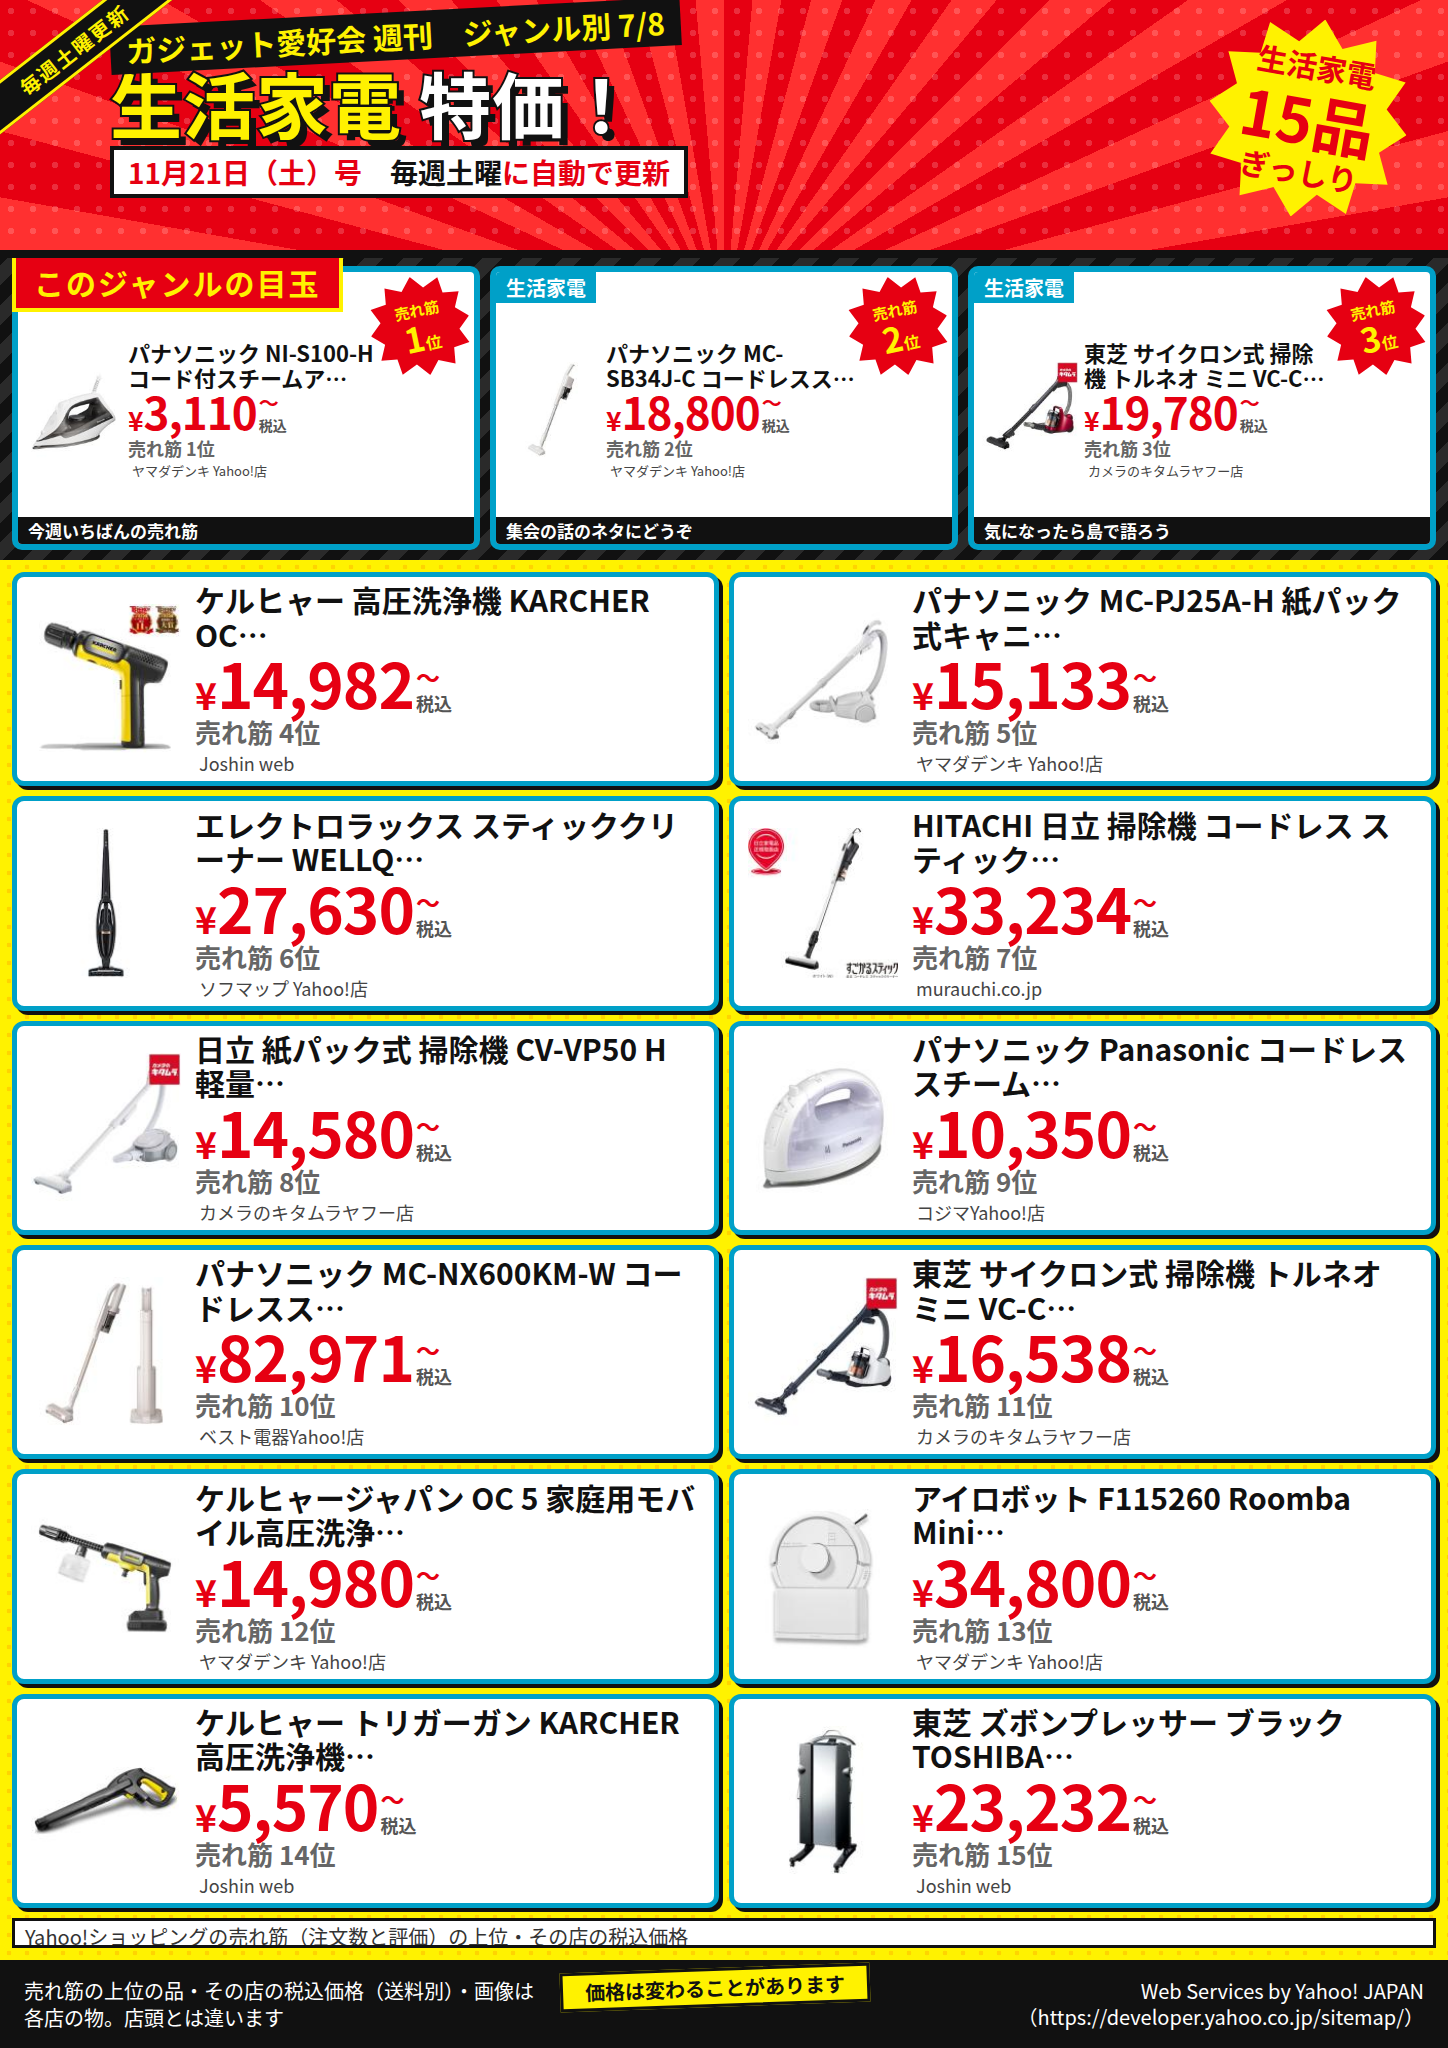 毎週土曜更新
ガジェット愛好会 週刊　ジャンル別 7/8
生活家電 特価！
11月21日（土）号　毎週土曜に自動で更新
生活家電
15品
ぎっしり
このジャンルの目玉
売れ筋
1位
パナソニック NI-S100-H
コード付スチームア…
¥3,110〜
税込
売れ筋 1位
ヤマダデンキ Yahoo!店
今週いちばんの売れ筋
生活家電
売れ筋
2位
パナソニック MC-
SB34J-C コードレスス…
¥18,800〜
税込
売れ筋 2位
ヤマダデンキ Yahoo!店
集会の話のネタにどうぞ
生活家電
売れ筋
3位
東芝 サイクロン式 掃除
機 トルネオ ミニ VC-C…
キタムラ
¥19,780〜
税込
売れ筋 3位
カメラのキタムラヤフー店
気になったら島で語ろう
ケルヒャー 高圧洗浄機 KARCHER
OC…
KARCHER
¥14,982〜
税込
売れ筋 4位
Joshin web
パナソニック MC-PJ25A-H 紙パック
式キャニ…
¥15,133〜
税込
売れ筋 5位
ヤマダデンキ Yahoo!店
エレクトロラックス スティッククリ
ーナー WELLQ…
¥27,630〜
税込
売れ筋 6位
ソフマップ Yahoo!店
HITACHI 日立 掃除機 コードレス ス
ティック…
すごかるスティック
¥33,234〜
税込
売れ筋 7位
murauchi.co.jp
日立 紙パック式 掃除機 CV-VP50 H
軽量…
カメラの
キタムラ
¥14,580〜
税込
売れ筋 8位
カメラのキタムラヤフー店
パナソニック Panasonic コードレス
スチーム…
Panasonic
¥10,350〜
税込
売れ筋 9位
コジマYahoo!店
パナソニック MC-NX600KM-W コー
ドレスス…
¥82,971〜
税込
売れ筋 10位
ベスト電器Yahoo!店
東芝 サイクロン式 掃除機 トルネオ
ミニ VC-C…
カメラの
キタムラ
¥16,538〜
税込
売れ筋 11位
カメラのキタムラヤフー店
ケルヒャージャパン OC 5 家庭用モバ
イル高圧洗浄…
¥14,980〜
税込
売れ筋 12位
ヤマダデンキ Yahoo!店
アイロボット F115260 Roomba
Mini…
¥34,800〜
税込
売れ筋 13位
ヤマダデンキ Yahoo!店
ケルヒャー トリガーガン KARCHER
高圧洗浄機…
¥5,570〜
税込
売れ筋 14位
Joshin web
東芝 ズボンプレッサー ブラック
TOSHIBA…
¥23,232〜
税込
売れ筋 15位
Joshin web
Yahoo!ショッピングの売れ筋（注文数と評価）の上位・その店の税込価格
売れ筋の上位の品・その店の税込価格（送料別）・画像は
各店の物。店頭とは違います
価格は変わることがあります
Web Services by Yahoo! JAPAN
（https://developer.yahoo.co.jp/sitemap/）